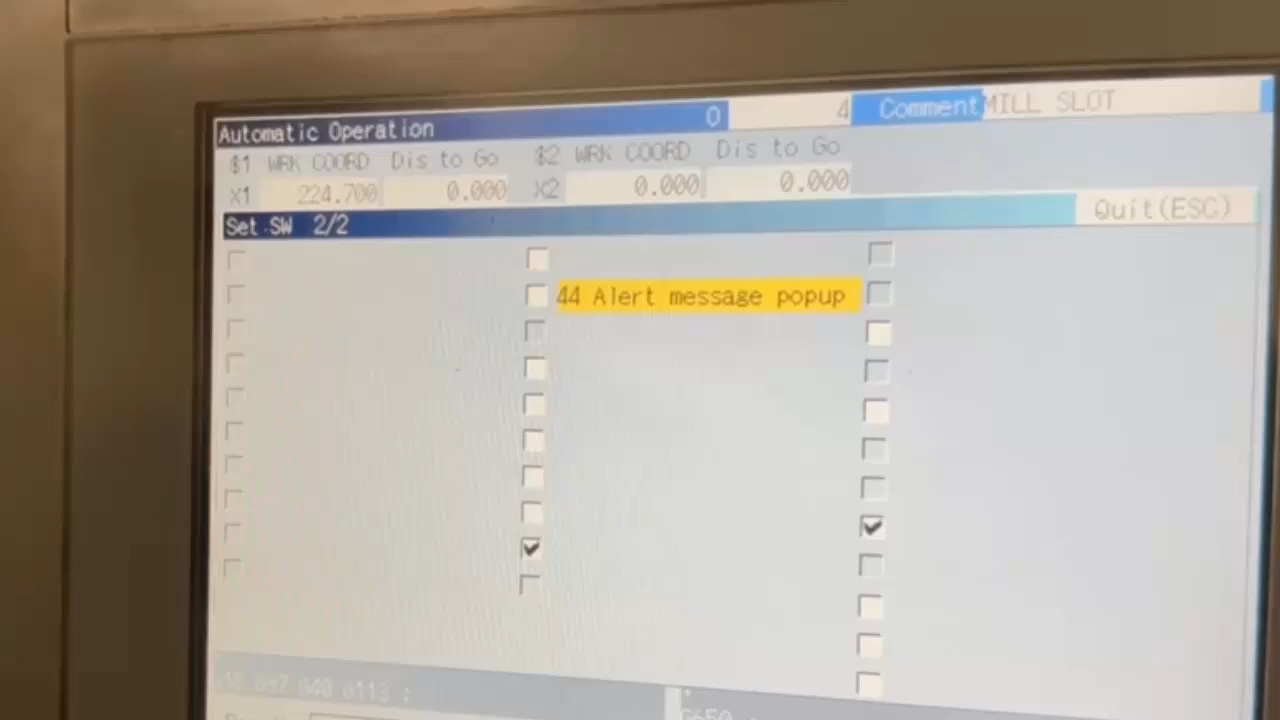 Automatic Operation 0 4 Comment MILL SLOT
$1 WRK COORD Dis to Go $2 WRK COORD Dis to Go
X1 224.700 0.000 X2 0.000 0.000
Set SW 2/2 Quit(ESC)
44 Alert message popup